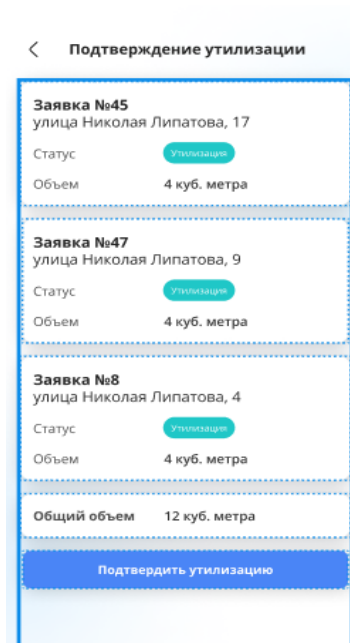 Подтверждение утилизации
Заявка №45
улица Николая Липатова, 17
Статус Утилизация
Объем 4 куб. метра
Заявка №47
улица Николая Липатова, 9
Статус Утилизация
Объем 4 куб. метра
Заявка №8
улица Николая Липатова, 4
Статус Утилизация
Объем 4 куб. метра
Общий объем 12 куб. метра
Подтвердить утилизацию